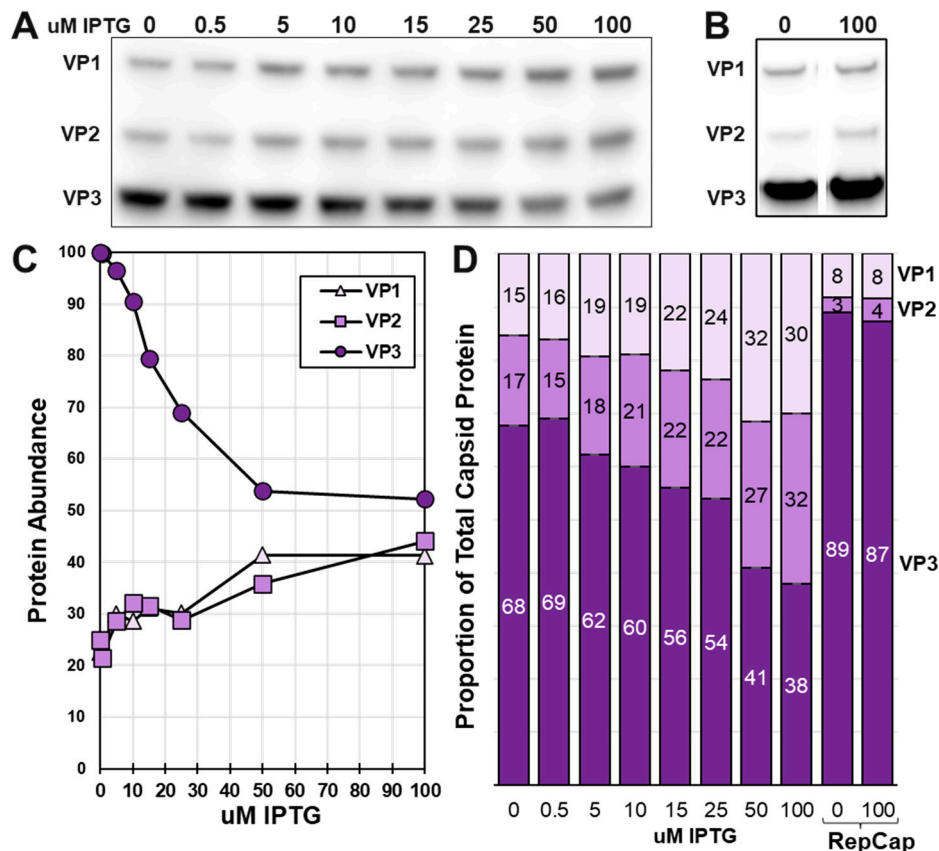 A
uM IPTG 0 0.5 5 10 15 25 50 100
VP1
VP2
VP3
B
0 100
VP1
VP2
VP3
C
Protein Abundance
100
90
80
70
60
50
40
30
20
10
0
VP1
VP2
VP3
0 10 20 30 40 50 60 70 80 90 100
uM IPTG
D
Proportion of Total Capsid Protein
15 16 19 19 22 24 32 30 8 8 VP1
17 15 18 21 22 22 27 32 3 4 VP2
68 69 62 60 56 54 41 38 89 87 VP3
0 0.5 5 10 15 25 50 100 0 100
uM IPTG
RepCap